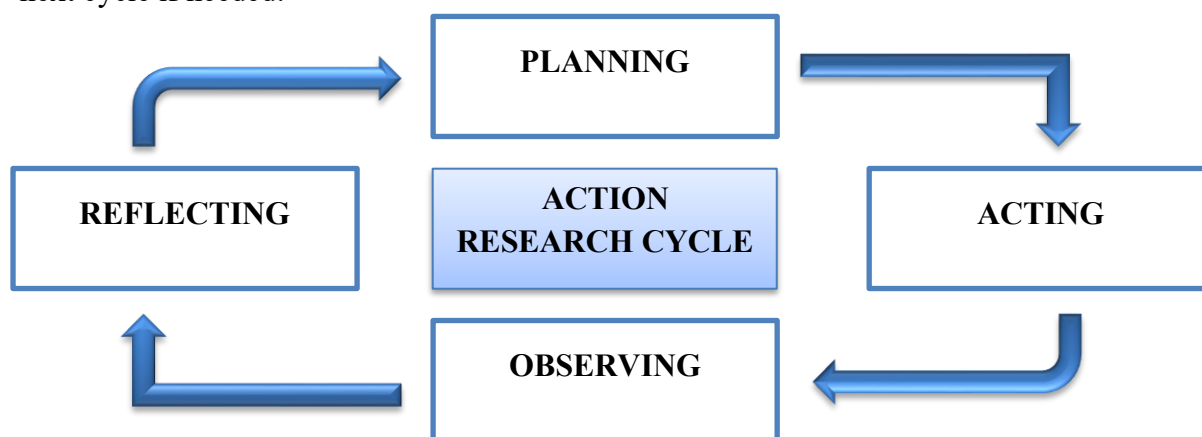 PLANNING
REFLECTING
ACTION
RESEARCH CYCLE
ACTING
OBSERVING